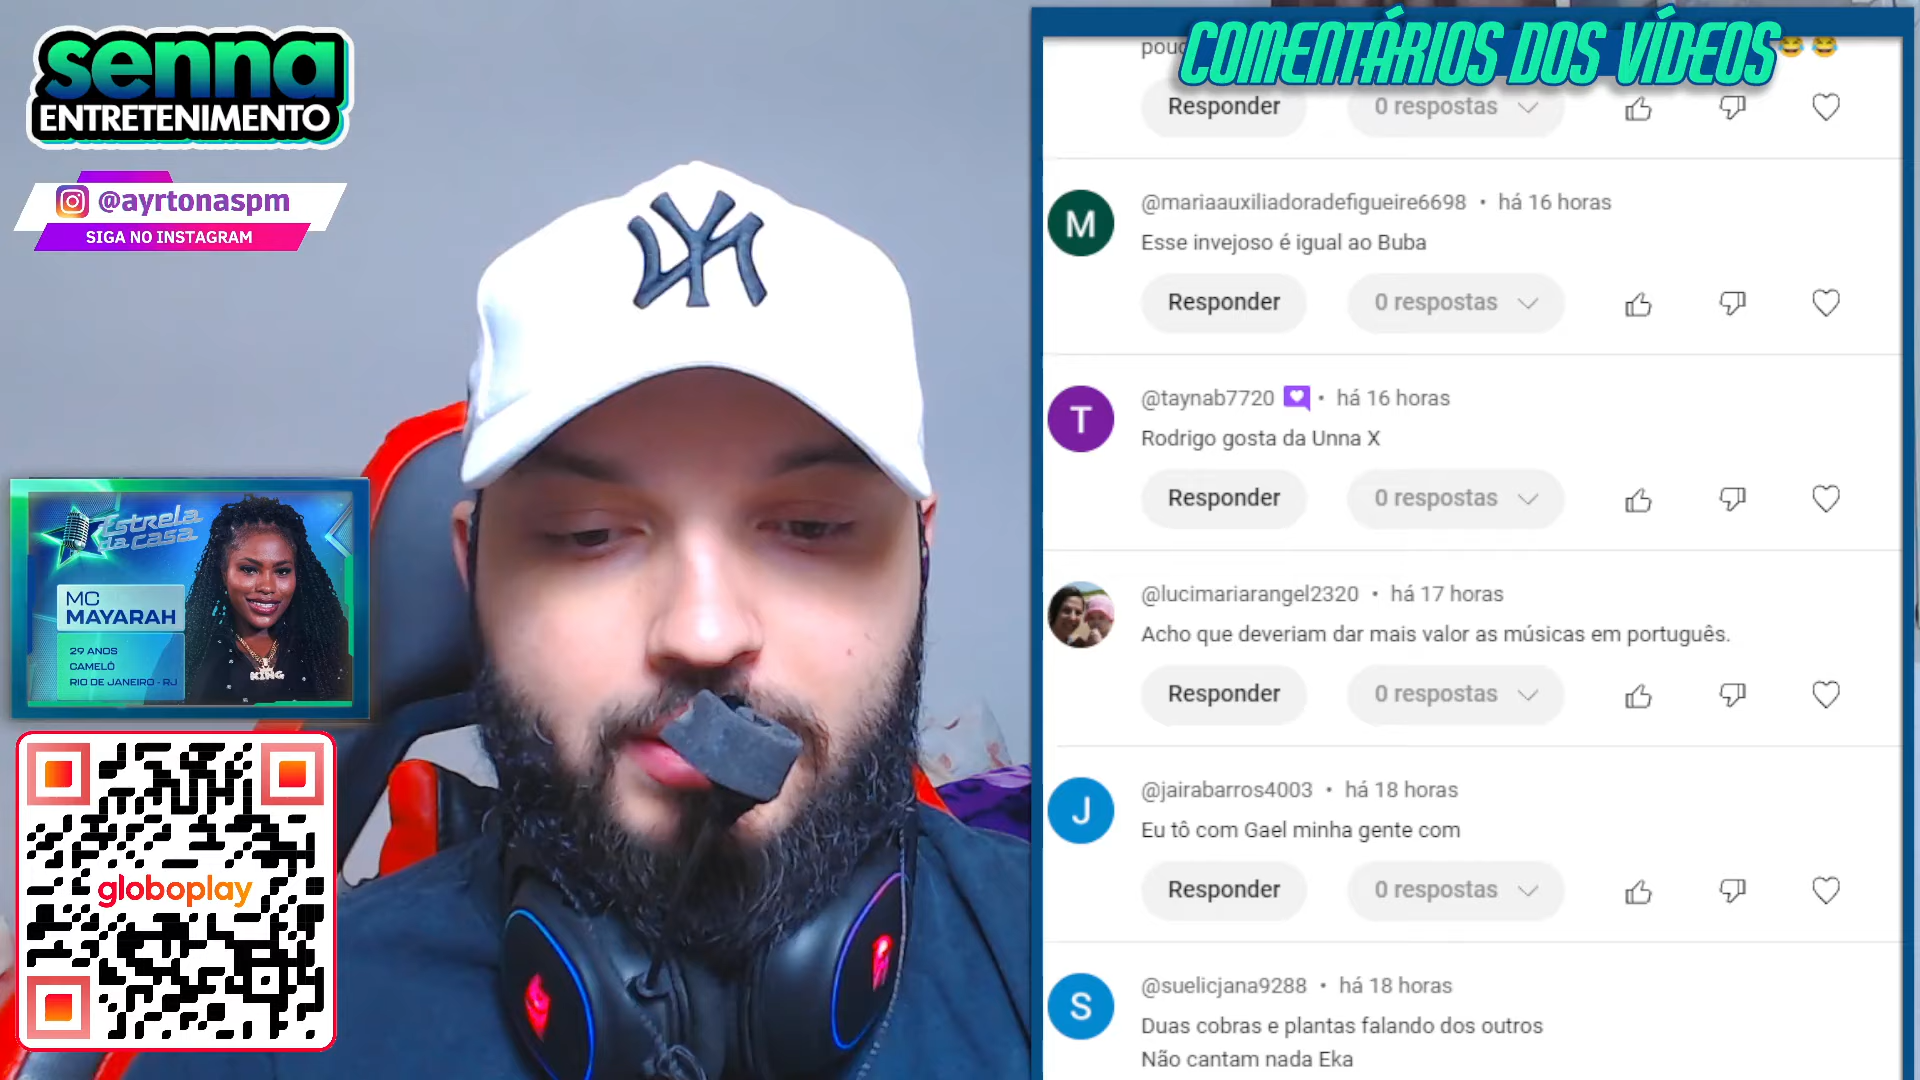 senna
ENTRETENIMENTO
@ayrtonaspm
SIGA NO INSTAGRAM
NY
Estrela
da Casa
MC
MAYARAH
29 ANOS
CAMELÔ
RIO DE JANEIRO - RJ
KING
globoplay
COMENTÁRIOS DOS VÍDEOS
Responder
0 respostas
@mariaauxiliadoradefigueire6698 • há 16 horas
Esse invejoso é igual ao Buba
Responder
0 respostas
@taynab7720 • há 16 horas
Rodrigo gosta da Unna X
Responder
0 respostas
@lucimariarangel2320 • há 17 horas
Acho que deveriam dar mais valor as músicas em português.
Responder
0 respostas
@jairabarros4003 • há 18 horas
Eu tô com Gael minha gente com
Responder
0 respostas
@suelicjana9288 • há 18 horas
Duas cobras e plantas falando dos outros
Não cantam nada Eka
M
T
J
S